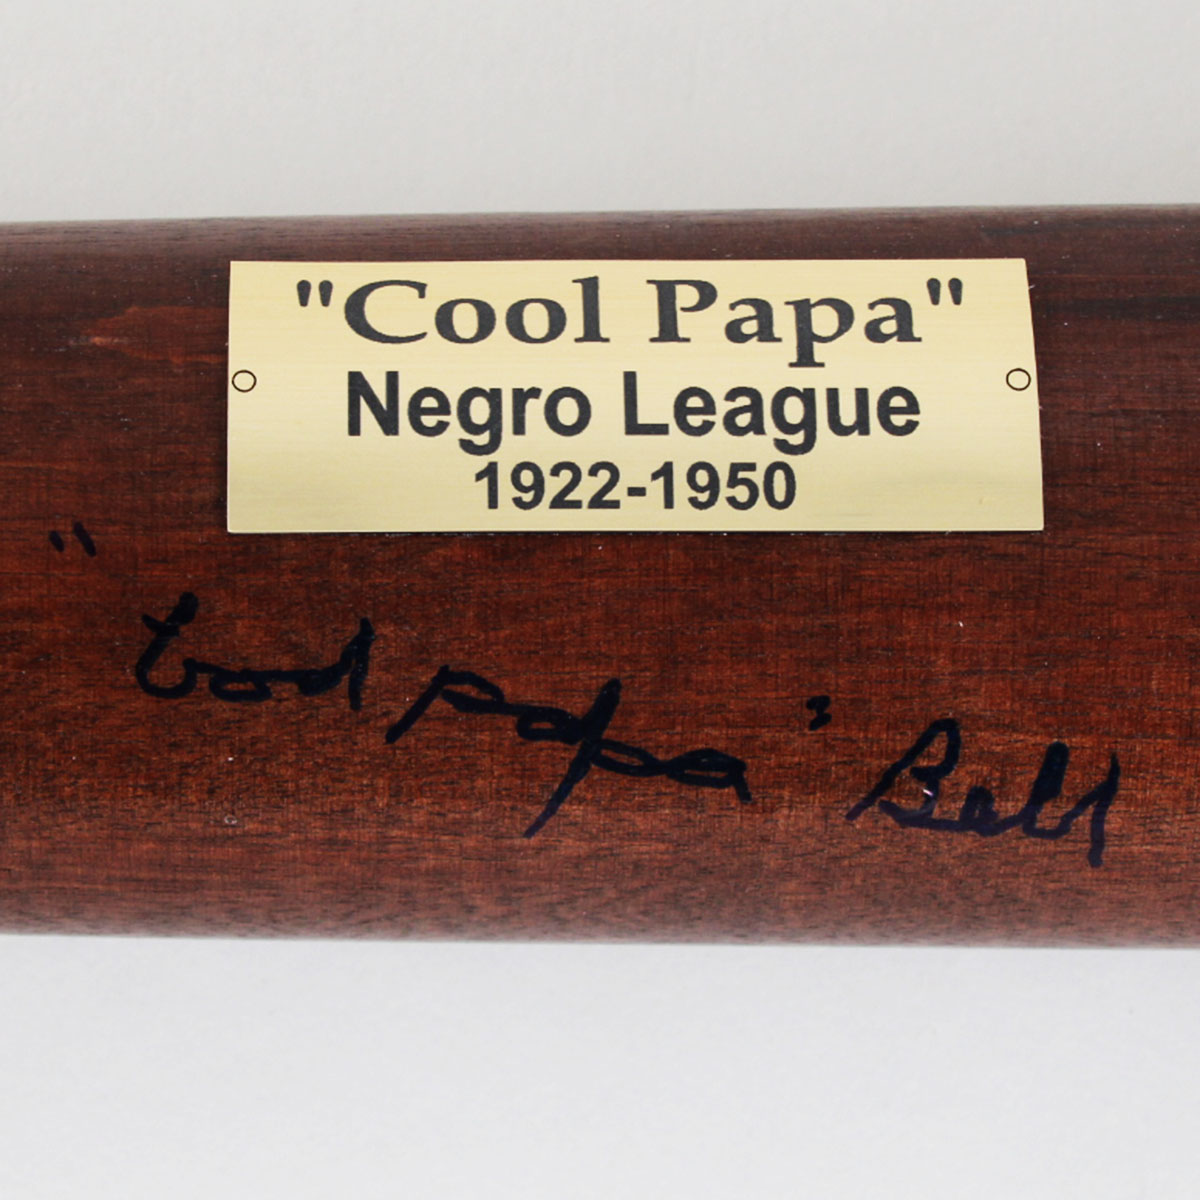 "Cool Papa"
Negro League
1922-1950
"Cool Papa" Bell